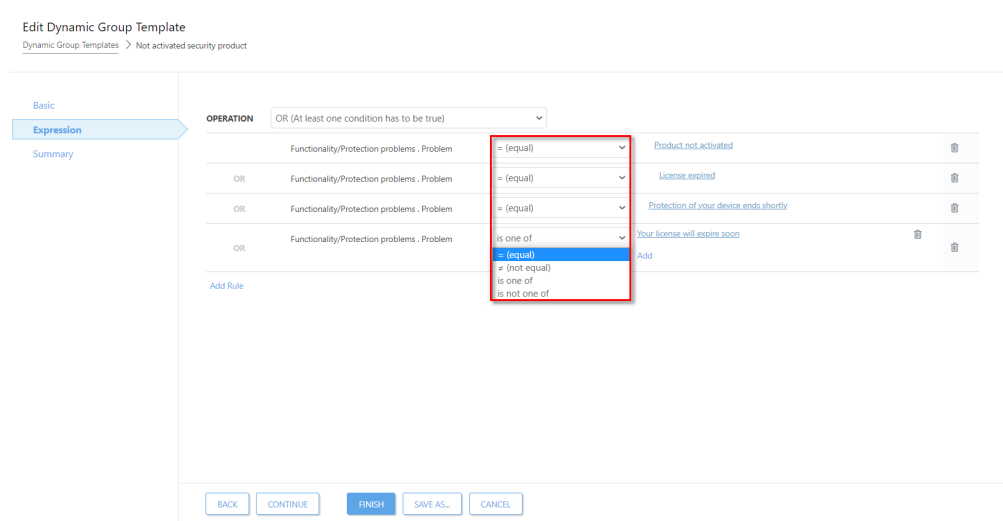 Edit Dynamic Group Template
Dynamic Group Templates > Not activated security product
Basic
Expression
Summary
OPERATION OR (At least one condition has to be true)
Functionality/Protection problems . Problem = (equal) Product not activated
OR Functionality/Protection problems . Problem = (equal) License expired
OR Functionality/Protection problems . Problem = (equal) Protection of your device ends shortly
OR Functionality/Protection problems . Problem is one of Your license will expire soon
= (equal) Add
≠ (not equal)
is one of
is not one of
Add Rule
BACK CONTINUE FINISH SAVE AS... CANCEL